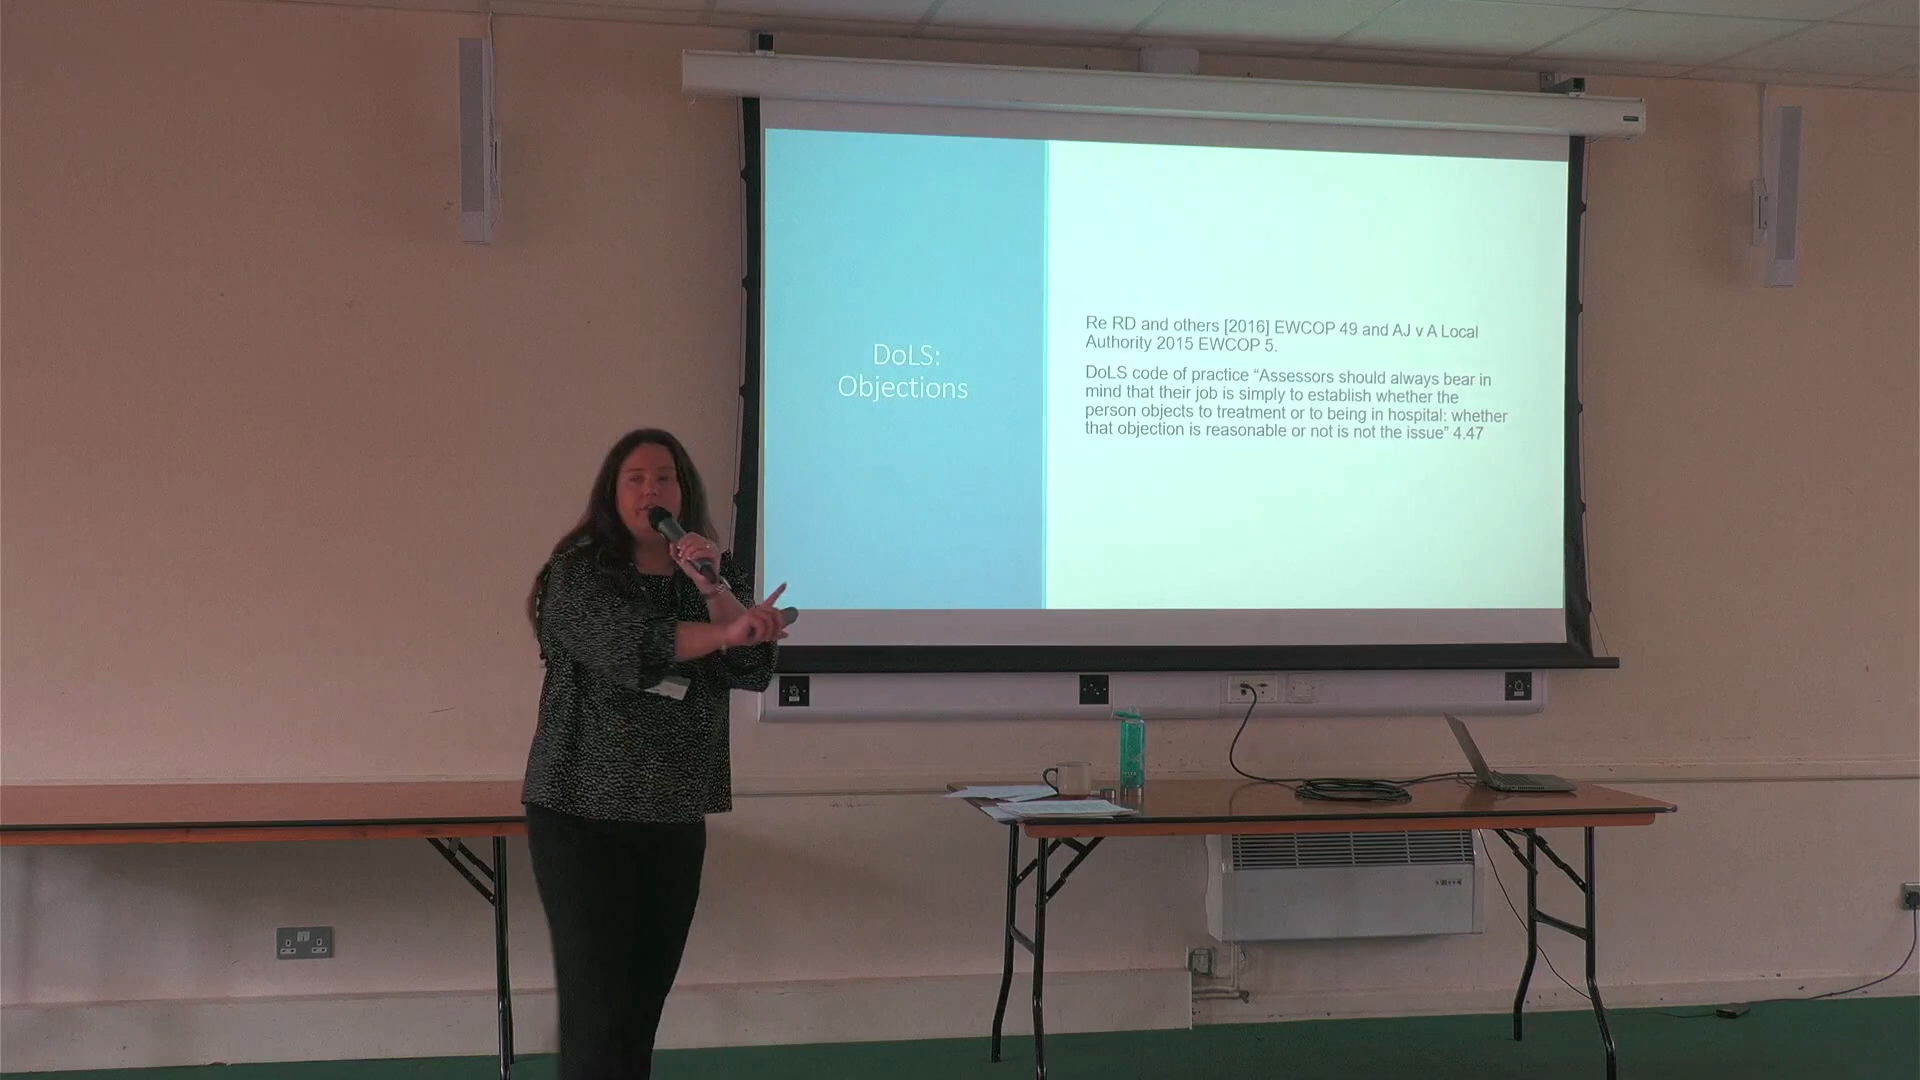 DoLS:
Objections
Re RD and others [2016] EWCOP 49 and AJ v A Local
Authority 2015 EWCOP 5.
DoLS code of practice “Assessors should always bear in
mind that their job is simply to establish whether the
person objects to treatment or to being in hospital: whether
that objection is reasonable or not is not the issue” 4.47